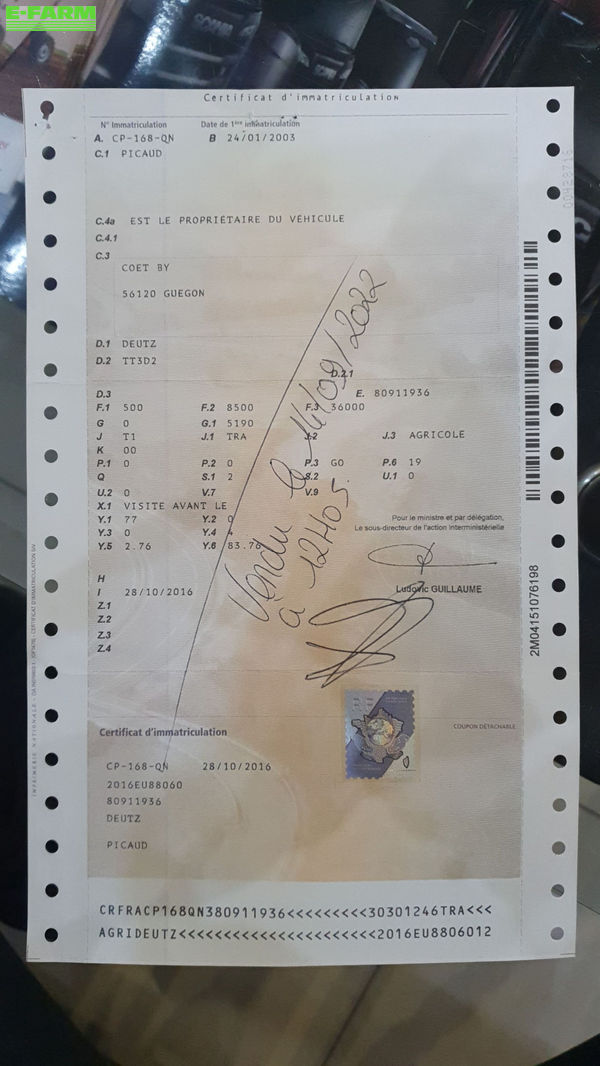 E-FARM
Certificat d'immatriculation
N° Immatriculation Date de 1ère immatriculation
A. CP-168-QN B 24/01/2003
C.1 PICAUD
C.4a EST LE PROPRIÉTAIRE DU VÉHICULE
C.4.1
C.3
COET BY
56120 GUEGON
D.1 DEUTZ
D.2 TT3D2
D.2.1
D.3 E. 80911936
F.1 500 F.2 8500 F.3 36000
G 0 G.1 5190
J T1 J.1 TRA J.2 J.3 AGRICOLE
K 00
P.1 0 P.2 0 P.3 GO P.6 19
Q S.1 2 S.2 U.1 0
U.2 0 V.7 V.9
X.1 VISITE AVANT LE
Y.1 77 Y.2 0
Y.3 0 Y.4 4
Y.5 2.76 Y.6 83.76
Pour le ministre et par délégation,
Le sous-directeur de l'action interministérielle
Ludovic GUILLAUME
H
I 28/10/2016
Z.1
Z.2
Z.3
Z.4
Vendu le 14/09/2022
à 12H05
Certificat d'immatriculation
COUPON DÉTACHABLE
CP-168-QN 28/10/2016
2016EU88060
80911936
DEUTZ
PICAUD
CRFRACP168QN380911936<<<<<<<<<30301246TRA<<<
AGRIDEUTZ<<<<<<<<<<<<<<<<<<<<<<<2016EU8806012
2M04151076198